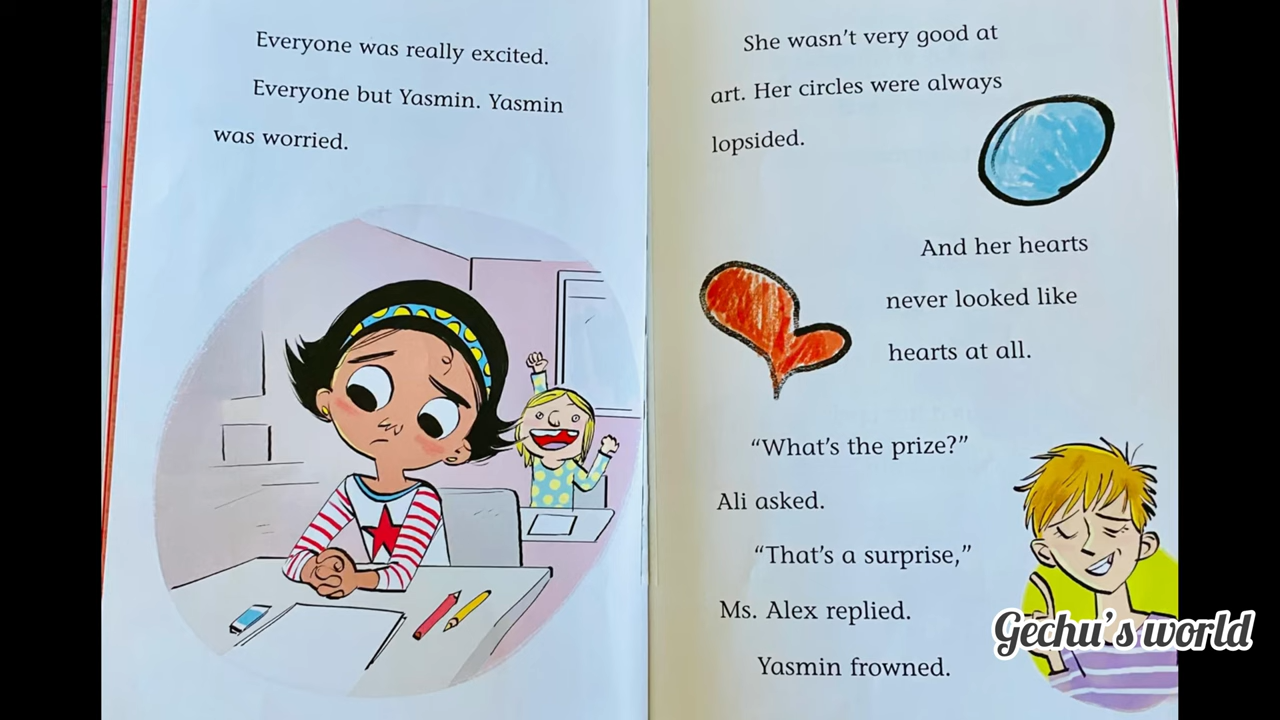 Everyone was really excited.
Everyone but Yasmin. Yasmin
was worried.
She wasn't very good at
art. Her circles were always
lopsided.
And her hearts
never looked like
hearts at all.
"What's the prize?"
Ali asked.
"That's a surprise,"
Ms. Alex replied.
Yasmin frowned.
Gechu's world